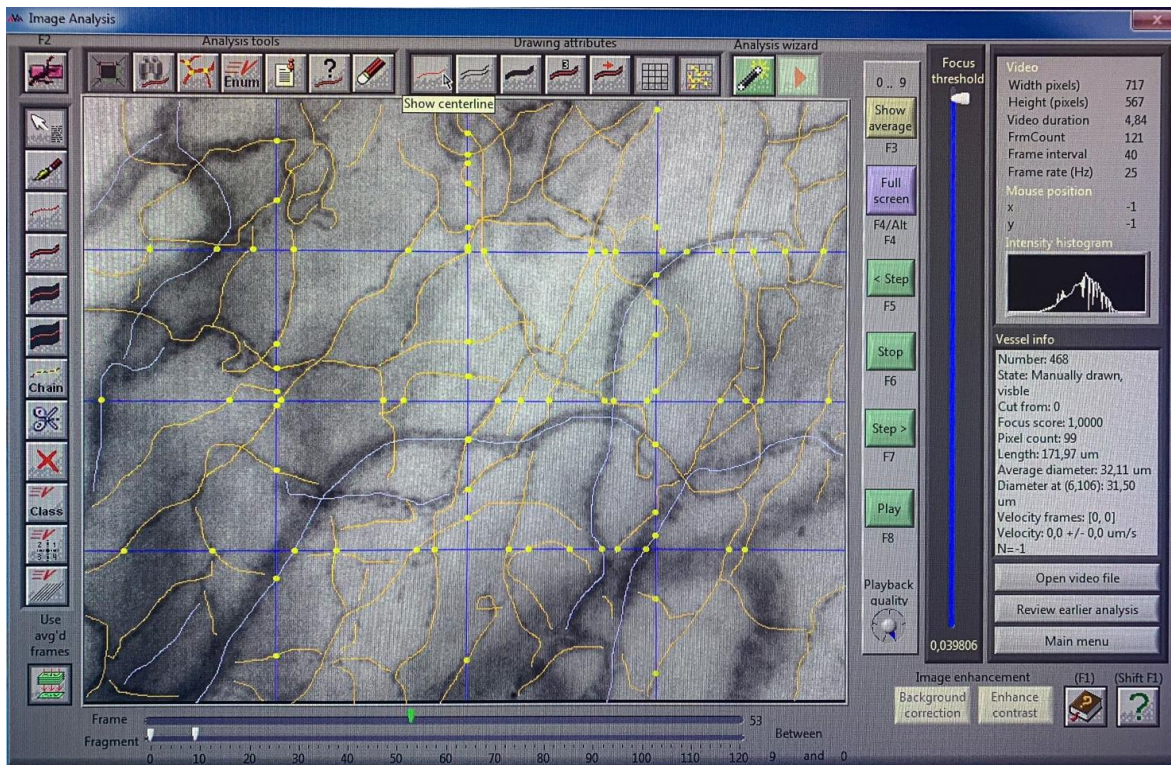 Image Analysis
F2
Analysis tools
Drawing attributes
Analysis wizard
Enum
?
3
Show centerline
Chain
Class
Use
avg'd
frames
0 .. 9
Show
average
F3
Full
screen
F4/Alt
F4
< Step
F5
Stop
F6
Step >
F7
Play
F8
Playback
quality
Focus
threshold
0,039806
Video
Width pixels) 717
Height (pixels) 567
Video duration 4,84
FrmCount 121
Frame interval 40
Frame rate (Hz) 25
Mouse position
x -1
y -1
Intensity histogram
Vessel info
Number: 468
State: Manually drawn,
visble
Cut from: 0
Focus score: 1,0000
Pixel count: 99
Length: 171,97 um
Average diameter: 32,11 um
Diameter at (6,106): 31,50
um
Velocity frames: [0, 0]
Velocity: 0,0 +/- 0,0 um/s
N=-1
Open video file
Review earlier analysis
Main menu
Image enhancement
Background
correction
Enhance
contrast
(F1)
(Shift F1)
?
?
Frame 53
Fragment
Between
0 10 20 30 40 50 60 70 80 90 100 110 120 9 and 0